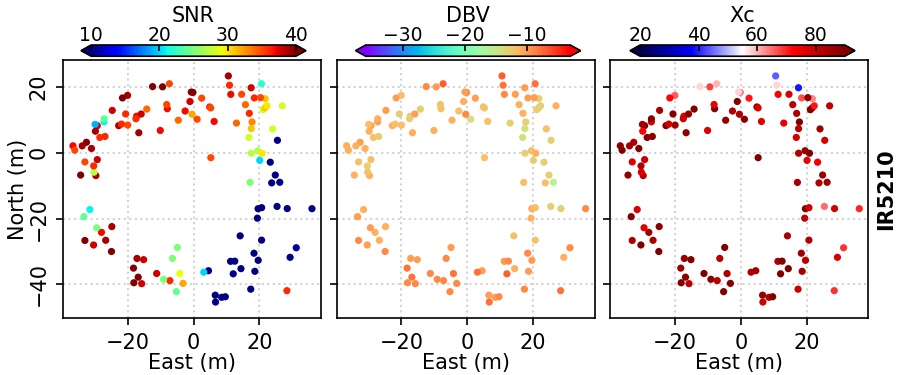 SNR DBV Xc
10 20 30 40 −30 −20 −10 20 40 60 80
20
0
−20
−40
North (m)
IR5210
−20 0 20 −20 0 20 −20 0 20
East (m) East (m) East (m)